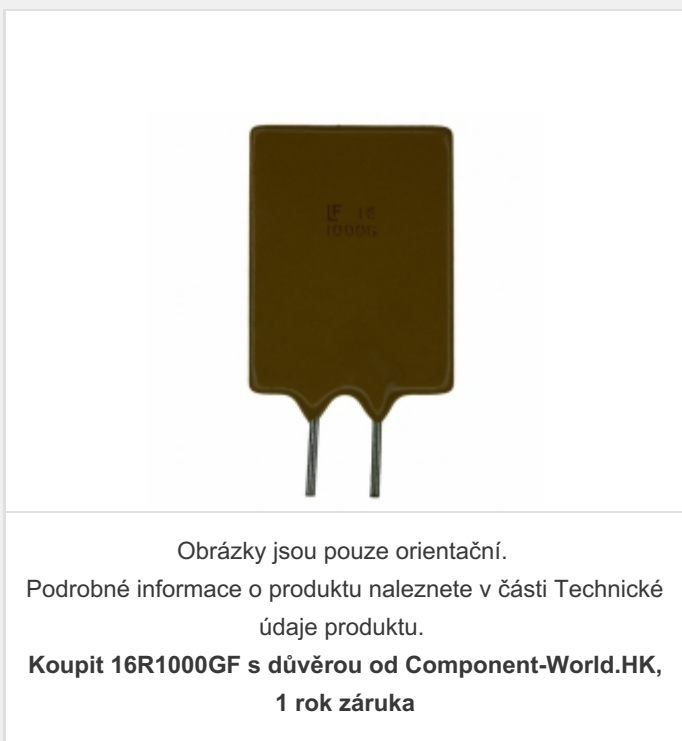 LF 16
1000G
Obrázky jsou pouze orientační.
Podrobné informace o produktu naleznete v části Technické
údaje produktu.
Koupit 16R1000GF s důvěrou od Component-World.HK,
1 rok záruka